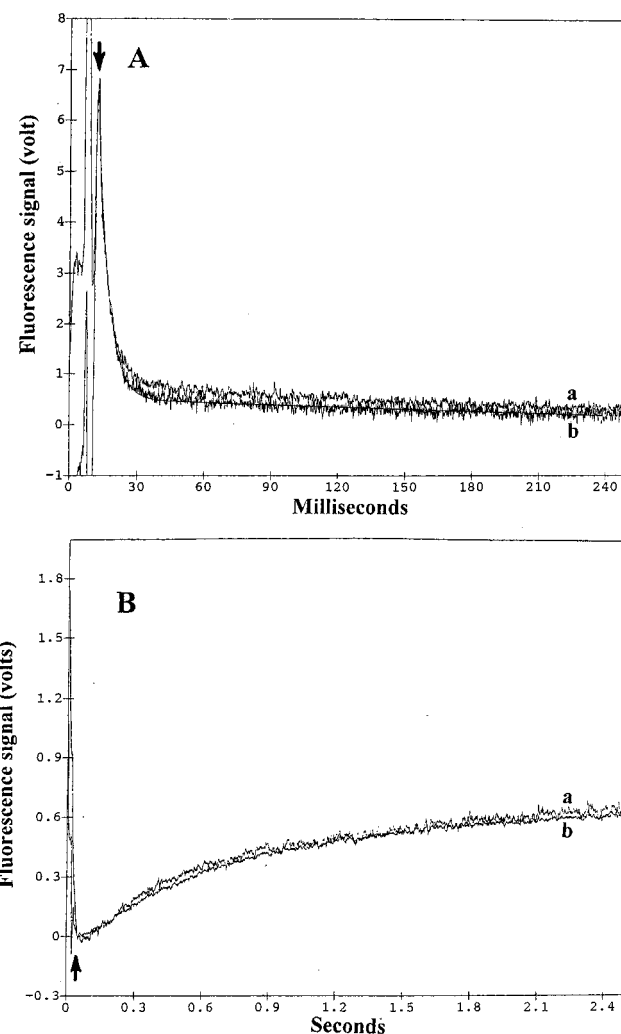 8
A
7
6
5
4
3
2
1
0
−1
Fluorescence signal (volt)
a
b
0 30 60 90 120 150 180 210 240
Milliseconds
1.8
B
1.5
1.2
0.9
0.6
0.3
0
−0.3
Fluorescence signal (volts)
a
b
0 0.3 0.6 0.9 1.2 1.5 1.8 2.1 2.4
Seconds